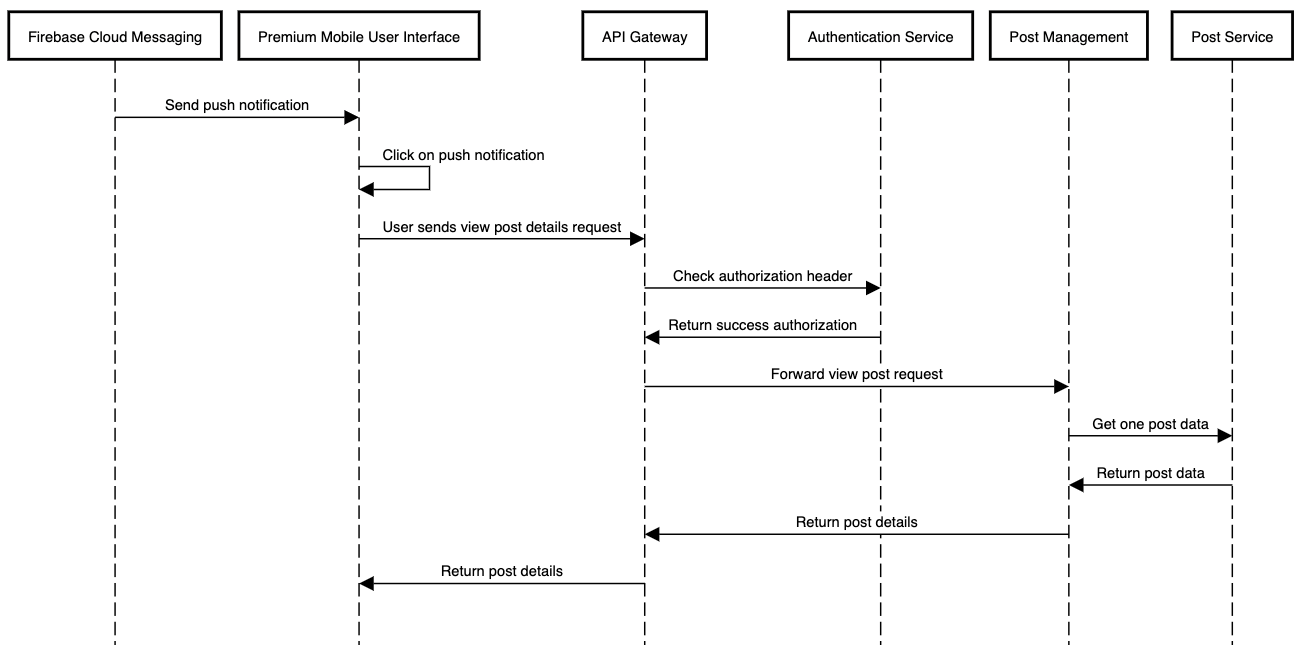 Firebase Cloud Messaging
Premium Mobile User Interface
API Gateway
Authentication Service
Post Management
Post Service
Send push notification
Click on push notification
User sends view post details request
Check authorization header
Return success authorization
Forward view post request
Get one post data
Return post data
Return post details
Return post details